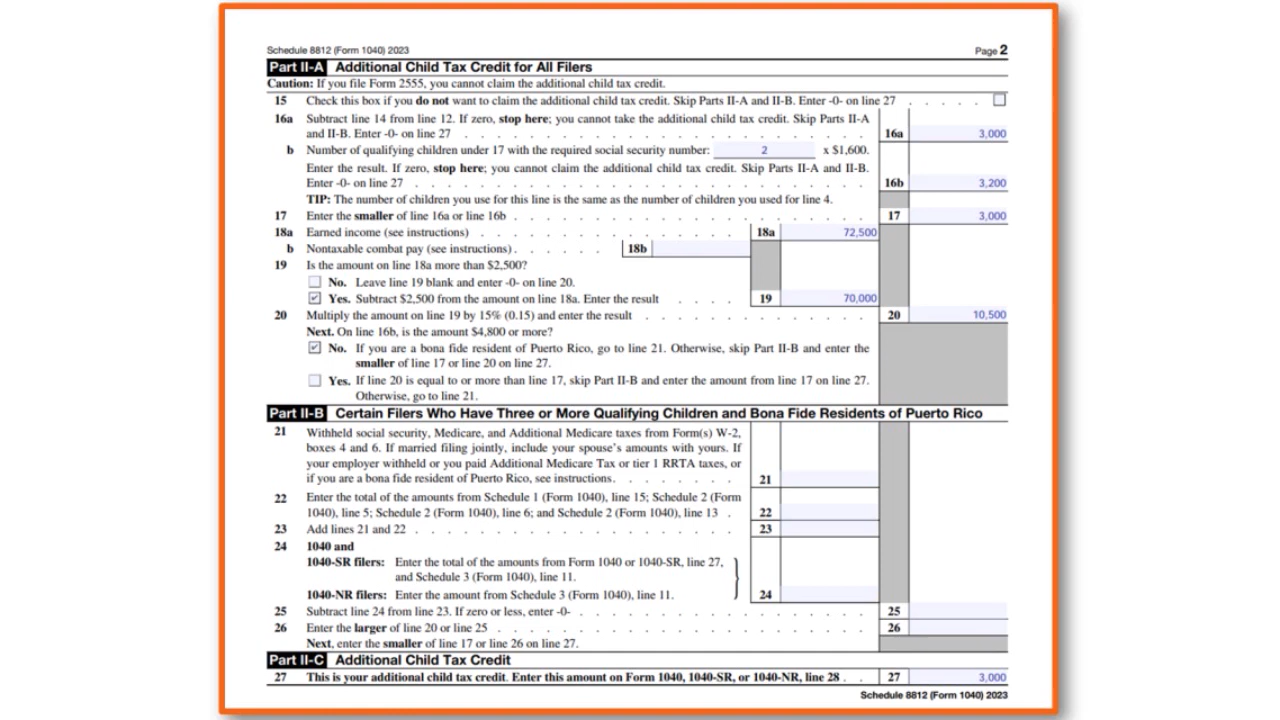 Schedule 8812 (Form 1040) 2023 Page 2
Part II-A Additional Child Tax Credit for All Filers
Caution: If you file Form 2555, you cannot claim the additional child tax credit.
15 Check this box if you do not want to claim the additional child tax credit. Skip Parts II-A and II-B. Enter -0- on line 27 . . . . .
16a Subtract line 14 from line 12. If zero, stop here; you cannot take the additional child tax credit. Skip Parts II-A
and II-B. Enter -0- on line 27 . . . . . . . . . . . . . . . . . . . . . . 16a 3,000
b Number of qualifying children under 17 with the required social security number: 2 x $1,600.
Enter the result. If zero, stop here; you cannot claim the additional child tax credit. Skip Parts II-A and II-B.
Enter -0- on line 27 . . . . . . . . . . . . . . . . . . . . . . . . 16b 3,200
TIP: The number of children you use for this line is the same as the number of children you used for line 4.
17 Enter the smaller of line 16a or line 16b . . . . . . . . . . . . . . . . . . . 17 3,000
18a Earned income (see instructions) . . . . . . . . . . . . . 18a 72,500
b Nontaxable combat pay (see instructions) . . . . . . 18b
19 Is the amount on line 18a more than $2,500?
No. Leave line 19 blank and enter -0- on line 20.
Yes. Subtract $2,500 from the amount on line 18a. Enter the result . . . . 19 70,000
20 Multiply the amount on line 19 by 15% (0.15) and enter the result . . . . . . . . . . . . 20 10,500
Next. On line 16b, is the amount $4,800 or more?
No. If you are a bona fide resident of Puerto Rico, go to line 21. Otherwise, skip Part II-B and enter the
smaller of line 17 or line 20 on line 27.
Yes. If line 20 is equal to or more than line 17, skip Part II-B and enter the amount from line 17 on line 27.
Otherwise, go to line 21.
Part II-B Certain Filers Who Have Three or More Qualifying Children and Bona Fide Residents of Puerto Rico
21 Withheld social security, Medicare, and Additional Medicare taxes from Form(s) W-2,
boxes 4 and 6. If married filing jointly, include your spouse's amounts with yours. If
your employer withheld or you paid Additional Medicare Tax or tier 1 RRTA taxes, or
if you are a bona fide resident of Puerto Rico, see instructions . . . . . . 21
22 Enter the total of the amounts from Schedule 1 (Form 1040), line 15; Schedule 2 (Form
1040), line 5; Schedule 2 (Form 1040), line 6; and Schedule 2 (Form 1040), line 13 . 22
23 Add lines 21 and 22 . . . . . . . . . . . . . . . . . 23
24 1040 and
1040-SR filers: Enter the total of the amounts from Form 1040 or 1040-SR, line 27,
and Schedule 3 (Form 1040), line 11.
1040-NR filers: Enter the amount from Schedule 3 (Form 1040), line 11. } 24
25 Subtract line 24 from line 23. If zero or less, enter -0- . . . . . . . . . . . . . . . . 25
26 Enter the larger of line 20 or line 25 . . . . . . . . . . . . . . . . . . . . 26
Next, enter the smaller of line 17 or line 26 on line 27.
Part II-C Additional Child Tax Credit
27 This is your additional child tax credit. Enter this amount on Form 1040, 1040-SR, or 1040-NR, line 28 . . 27 3,000
Schedule 8812 (Form 1040) 2023